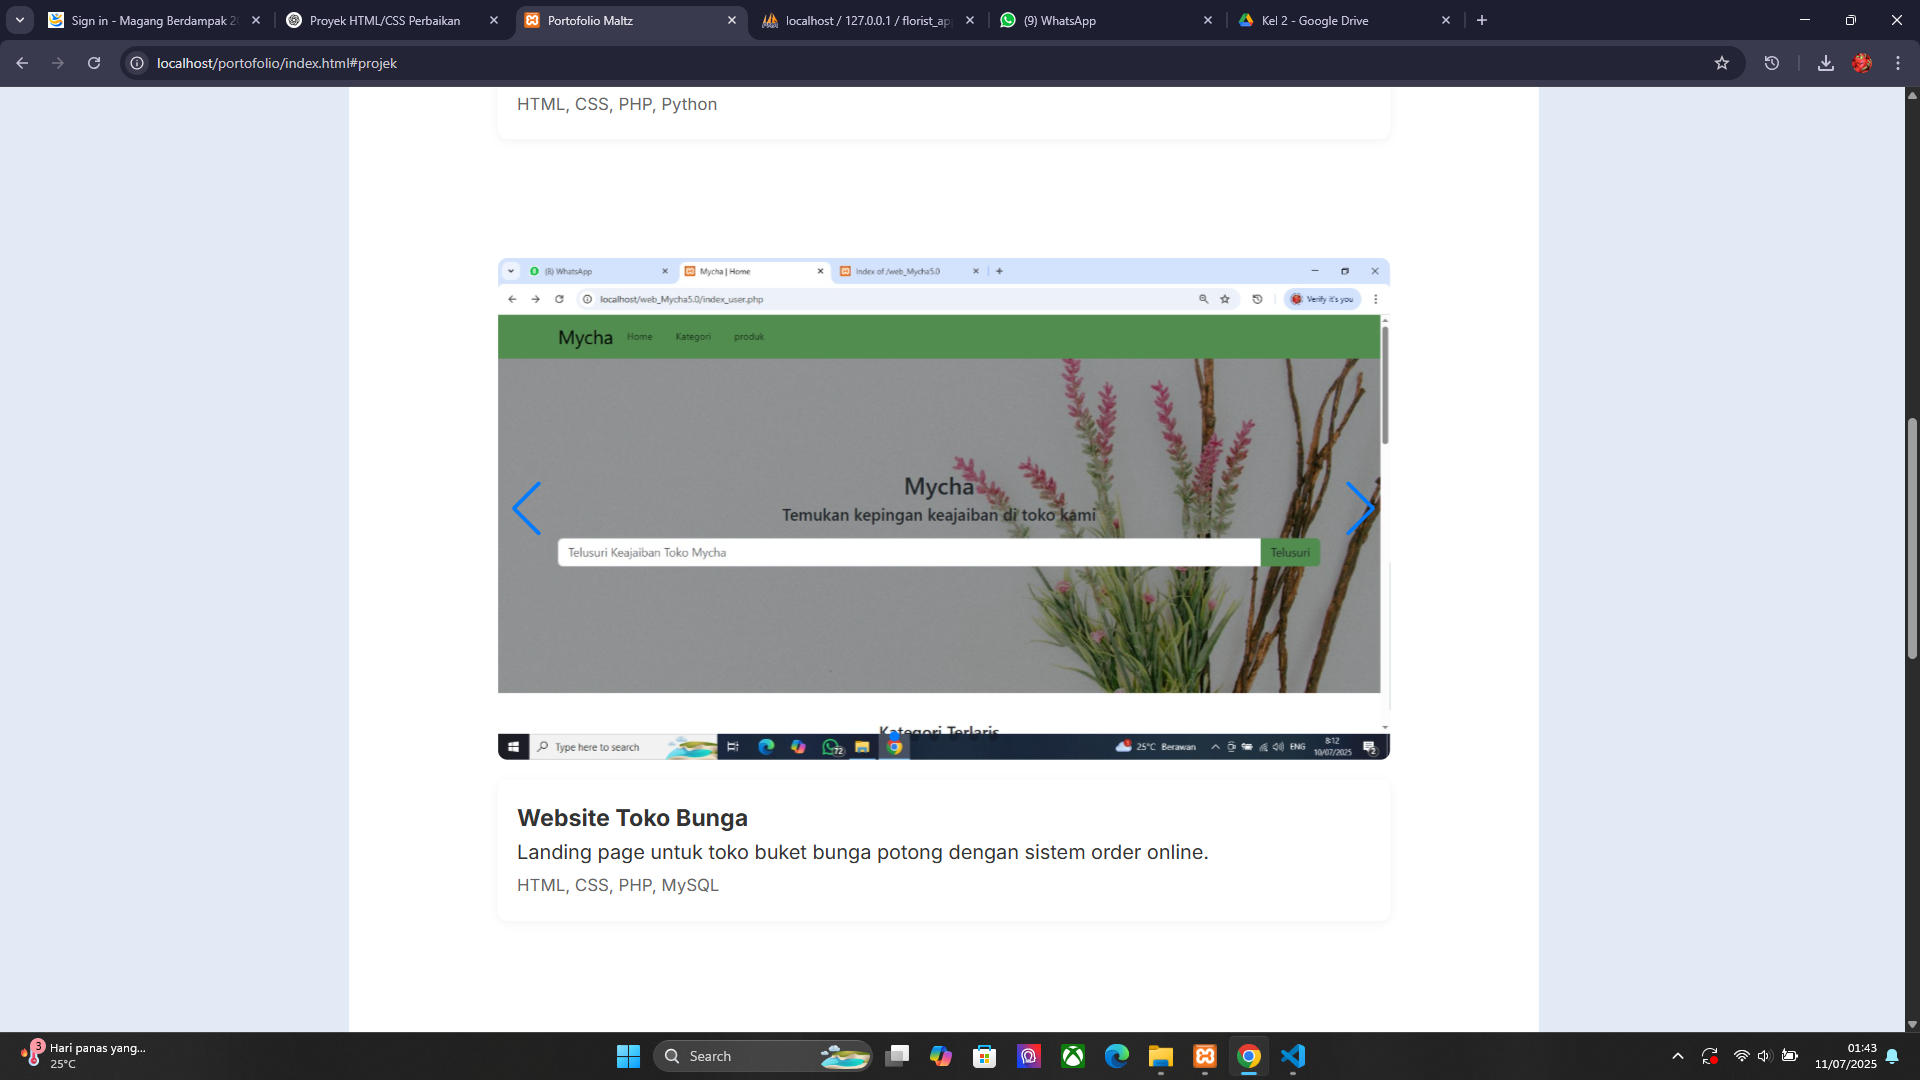 Sign in - Magang Berdampak 20
Proyek HTML/CSS Perbaikan
Portofolio Maltz
localhost / 127.0.0.1 / florist_ap
(9) WhatsApp
Kel 2 - Google Drive
localhost/portofolio/index.html#projek
HTML, CSS, PHP, Python
(8) WhatsApp
Mycha | Home
Index of /web_Mycha5.0
localhost/web_Mycha5.0/index_user.php
Verify it's you
Mycha
Home
Kategori
produk
Mycha
Temukan kepingan keajaiban di toko kami
Telusuri Keajaiban Toko Mycha
Telusuri
Kategori Terlaris
Type here to search
72
25°C Berawan
ENG
8:12
10/07/2025
2
Website Toko Bunga
Landing page untuk toko buket bunga potong dengan sistem order online.
HTML, CSS, PHP, MySQL
3
Hari panas yang...
25°C
Search
01:43
11/07/2025